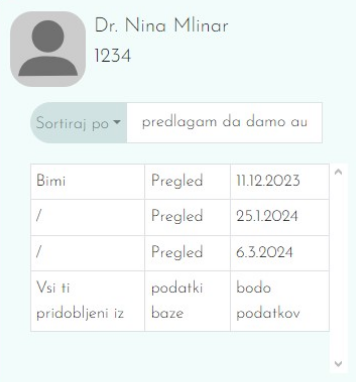 Dr. Nina Mlinar
1234
Sortiraj po predlagam da damo au
Bimi Pregled 11.12.2023
/ Pregled 25.1.2024
/ Pregled 6.3.2024
Vsi ti podatki bodo
pridobljeni iz baze podatkov